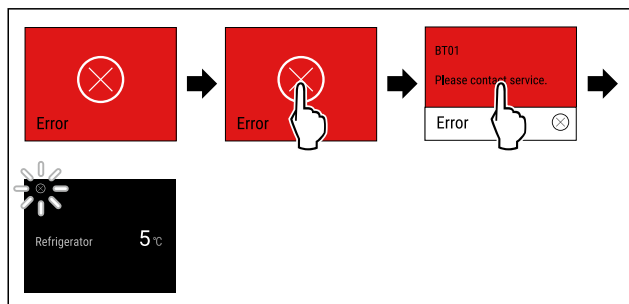 Error
Error
BT01
Please contact service.
Error
Refrigerator 5 °C